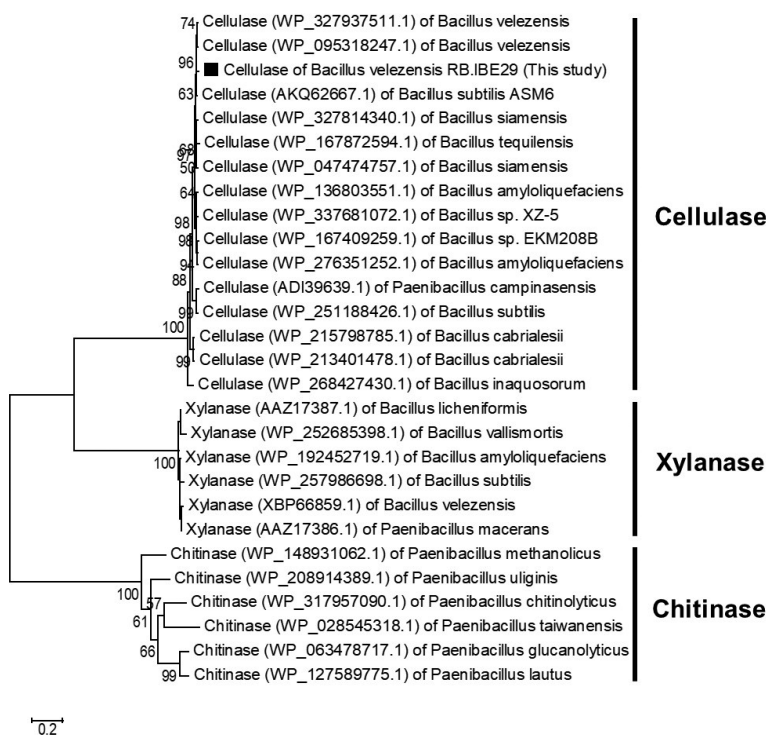 74
Cellulase (WP_327937511.1) of Bacillus velezensis
Cellulase (WP_095318247.1) of Bacillus velezensis
96
Cellulase of Bacillus velezensis RB.IBE29 (This study)
63
Cellulase (AKQ62667.1) of Bacillus subtilis ASM6
Cellulase (WP_327814340.1) of Bacillus siamensis
Cellulase (WP_167872594.1) of Bacillus tequilensis
97
50
Cellulase (WP_047474757.1) of Bacillus siamensis
64
Cellulase (WP_136803551.1) of Bacillus amyloliquefaciens
98
Cellulase (WP_337681072.1) of Bacillus sp. XZ-5
Cellulase
98
Cellulase (WP_167409259.1) of Bacillus sp. EKM208B
94
Cellulase (WP_276351252.1) of Bacillus amyloliquefaciens
88
Cellulase (ADI39639.1) of Paenibacillus campinasensis
99
Cellulase (WP_251188426.1) of Bacillus subtilis
100
Cellulase (WP_215798785.1) of Bacillus cabrialesii
99
Cellulase (WP_213401478.1) of Bacillus cabrialesii
Cellulase (WP_268427430.1) of Bacillus inaquosorum
Xylanase (AAZ17387.1) of Bacillus licheniformis
Xylanase (WP_252685398.1) of Bacillus vallismortis
100
Xylanase (WP_192452719.1) of Bacillus amyloliquefaciens
Xylanase
Xylanase (WP_257986698.1) of Bacillus subtilis
Xylanase (XBP66859.1) of Bacillus velezensis
Xylanase (AAZ17386.1) of Paenibacillus macerans
Chitinase (WP_148931062.1) of Paenibacillus methanolicus
Chitinase (WP_208914389.1) of Paenibacillus uliginis
100
57
Chitinase (WP_317957090.1) of Paenibacillus chitinolyticus
Chitinase
61
Chitinase (WP_028545318.1) of Paenibacillus taiwanensis
66
Chitinase (WP_063478717.1) of Paenibacillus glucanolyticus
99
Chitinase (WP_127589775.1) of Paenibacillus lautus
0.2